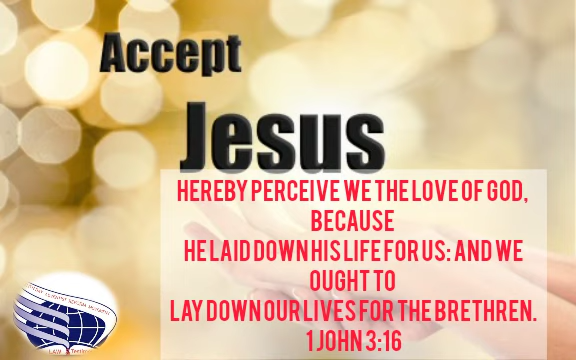 Accept
Jesus
HEREBY PERCEIVE WE THE LOVE OF GOD,
BECAUSE
HE LAID DOWN HIS LIFE FOR US: AND WE
OUGHT TO
LAY DOWN OUR LIVES FOR THE BRETHREN.
1 JOHN 3:16
LAW